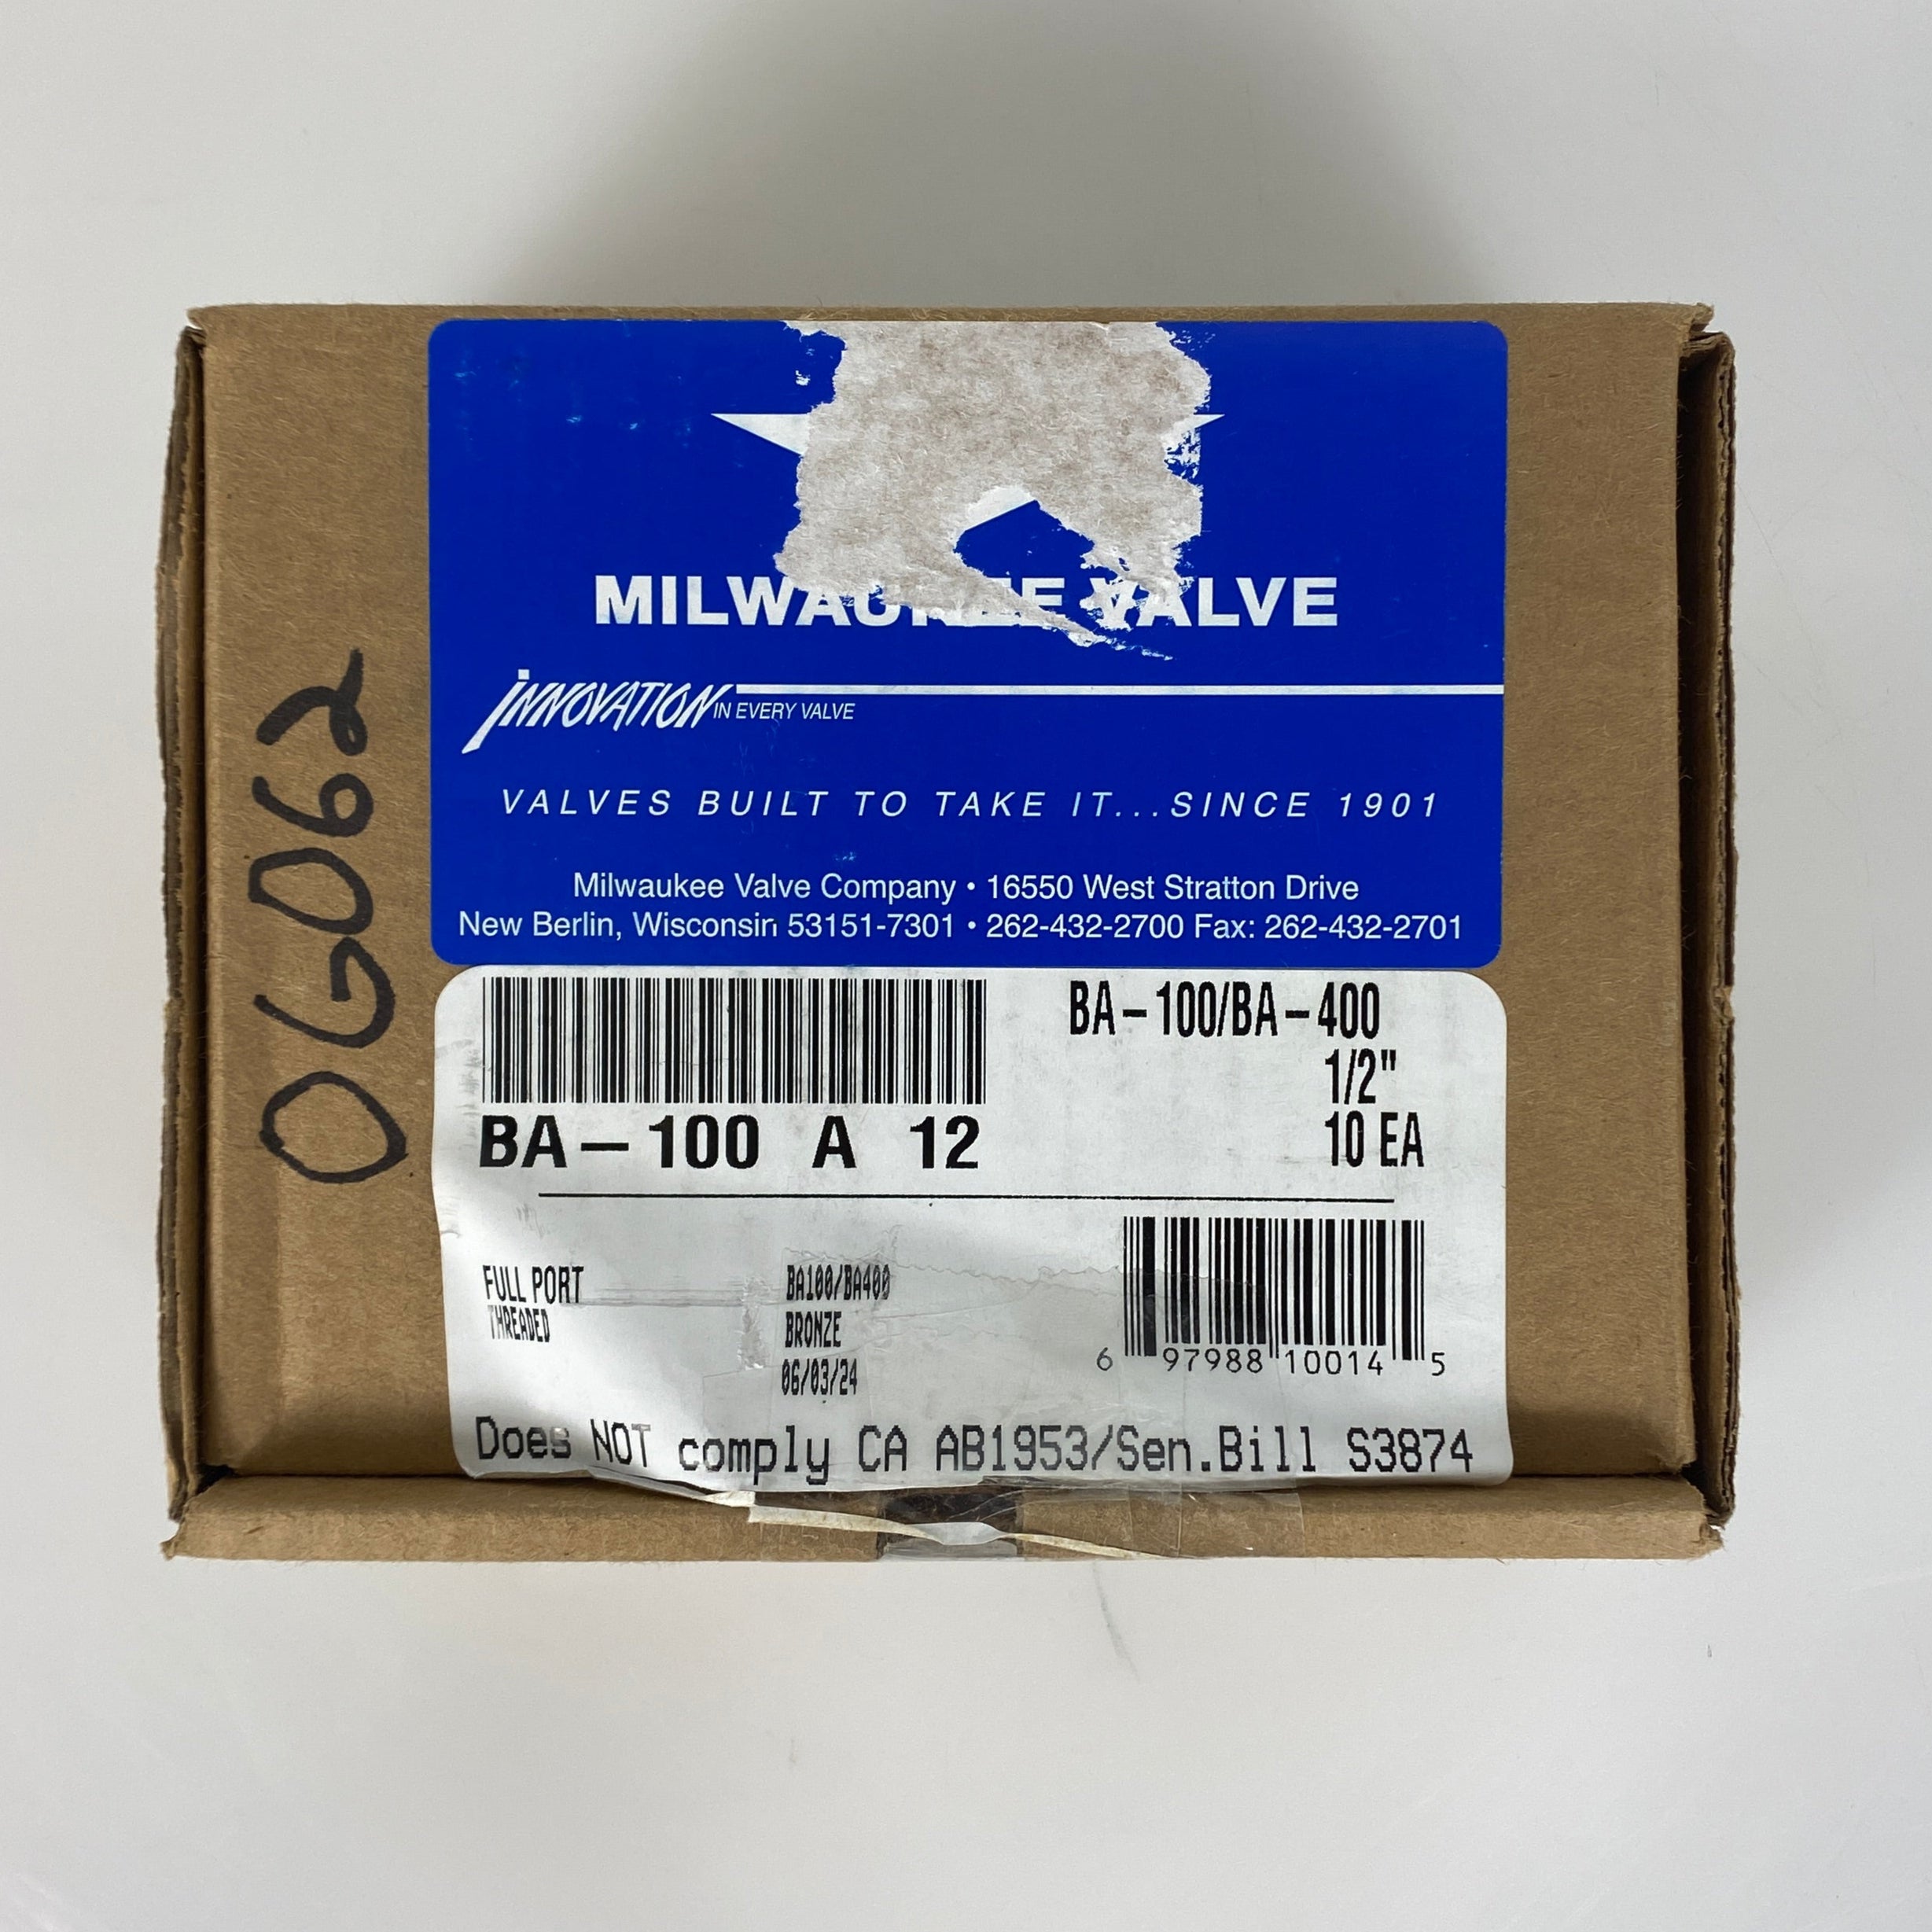 MILWAUKEE VALVE
iNNOVATION IN EVERY VALVE
VALVES BUILT TO TAKE IT...SINCE 1901
Milwaukee Valve Company • 16550 West Stratton Drive
New Berlin, Wisconsin 53151-7301 • 262-432-2700 Fax: 262-432-2701
BA-100/BA-400
1/2"
10 EA
BA-100 A 12
FULL PORT
THREADED
BA100/BA400
BRONZE
06/03/24
6 97988 10014 5
Does NOT comply CA AB1953/Sen.Bill S3874
0G062